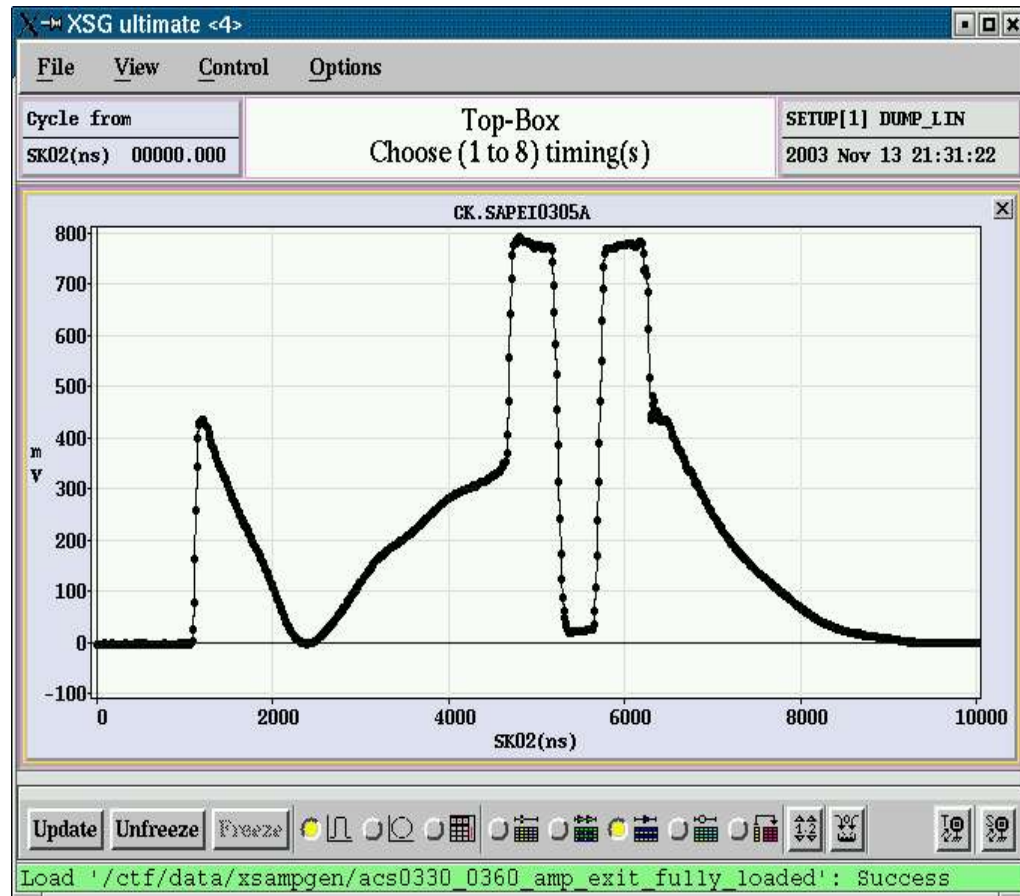 XSG ultimate <4>
File View Control Options
Cycle from
SK02(ns) 00000.000
Top-Box
Choose (1 to 8) timing(s)
SETUP[1] DUMP_LIN
2003 Nov 13 21:31:22
CK.SAPEI0305A
800
700
600
500
400
300
200
100
0
-100
mV
0 2000 4000 6000 8000 10000
SK02(ns)
Update Unfreeze Freeze
Load '/ctf/data/xsampgen/acs0330_0360_amp_exit_fully_loaded': Success